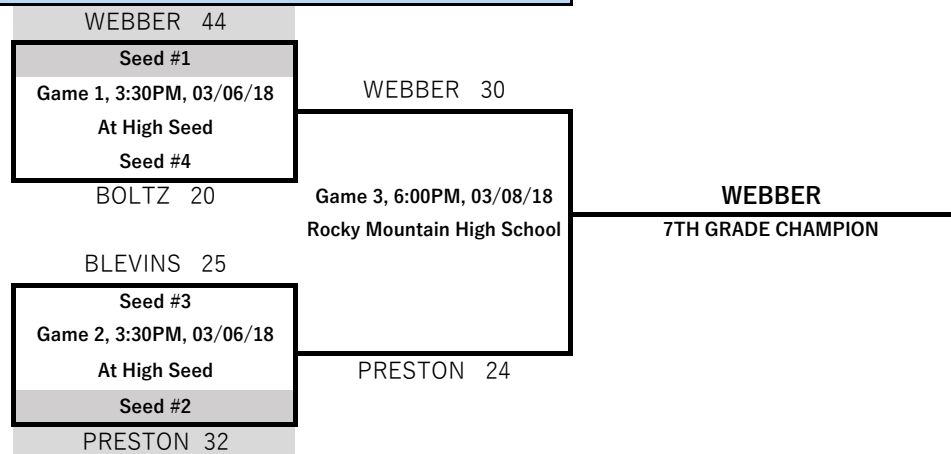 WEBBER 44
Seed #1
Game 1, 3:30PM, 03/06/18
At High Seed
Seed #4
BOLTZ 20
BLEVINS 25
Seed #3
Game 2, 3:30PM, 03/06/18
At High Seed
Seed #2
PRESTON 32
WEBBER 30
Game 3, 6:00PM, 03/08/18
Rocky Mountain High School
PRESTON 24
WEBBER
7TH GRADE CHAMPION